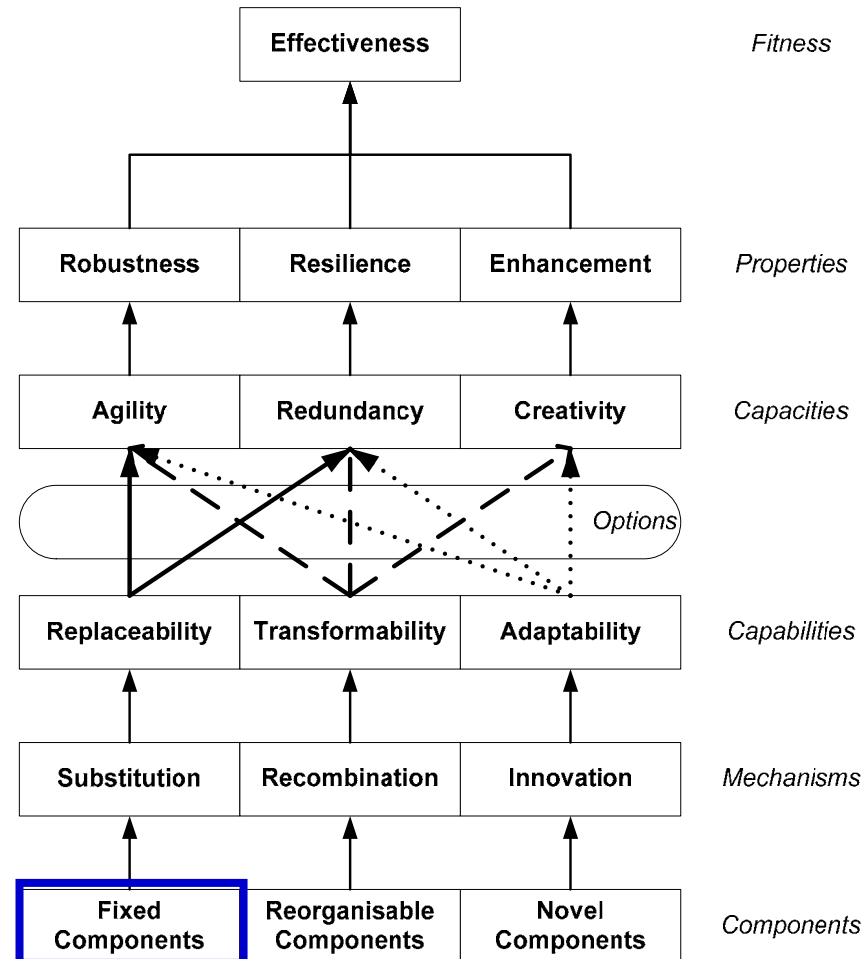 Effectiveness
Fitness
Robustness
Resilience
Enhancement
Properties
Agility
Redundancy
Creativity
Capacities
Options
Replaceability
Transformability
Adaptability
Capabilities
Substitution
Recombination
Innovation
Mechanisms
Fixed
Components
Reorganisable
Components
Novel
Components
Components